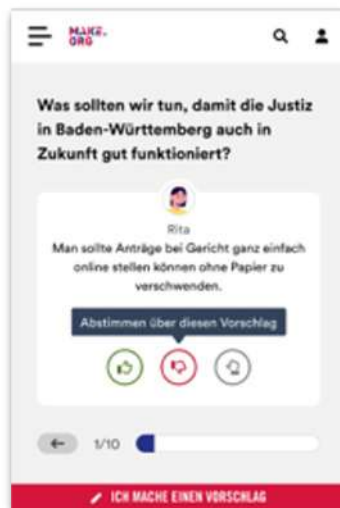 MAKE.
ORG
Was sollten wir tun, damit die Justiz
in Baden-Württemberg auch in
Zukunft gut funktioniert?
Rita
Man sollte Anträge bei Gericht ganz einfach
online stellen können ohne Papier zu
verschwenden.
Abstimmen über diesen Vorschlag
1/10
ICH MACHE EINEN VORSCHLAG